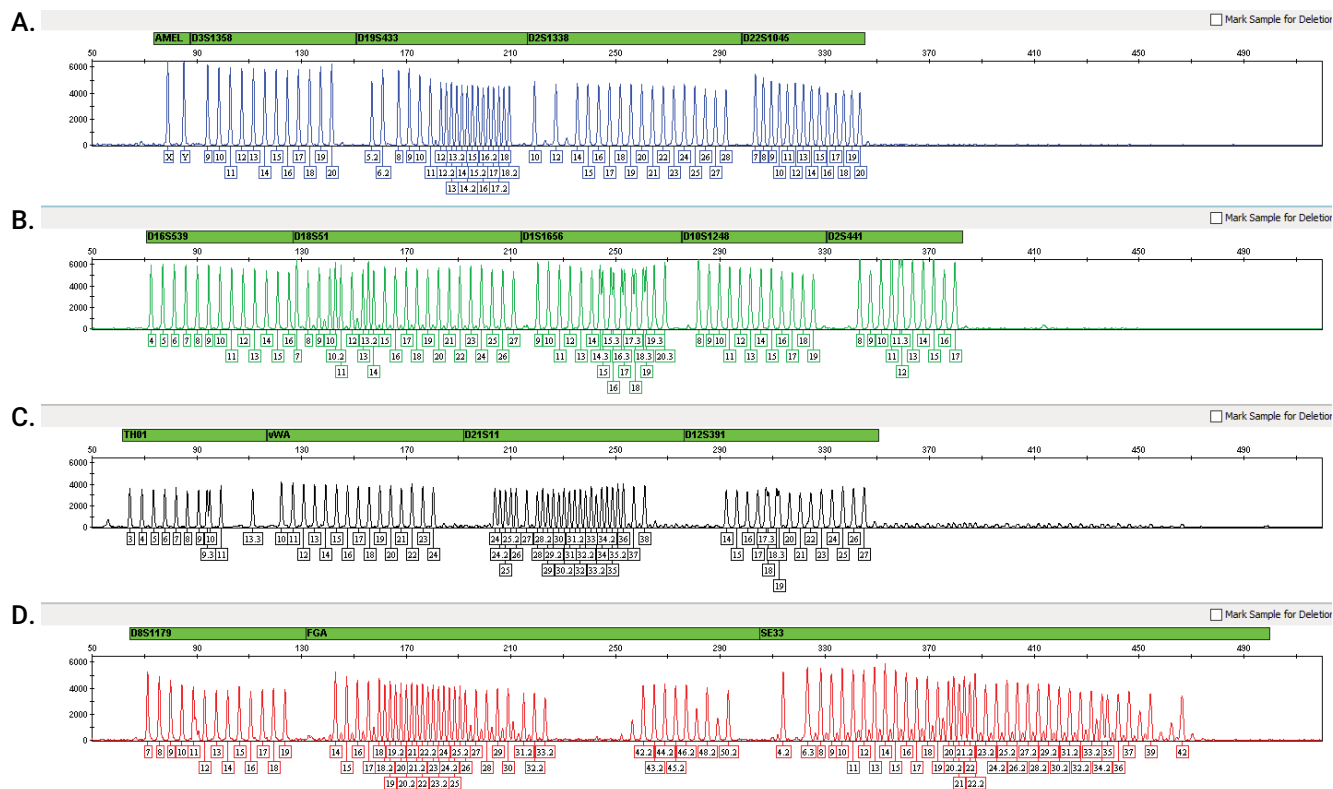 A.
Mark Sample for Deletion
AMEL D3S1358 D19S433 D2S1338 D22S1045
50 90 130 170 210 250 290 330 370 410 450 490
6000
4000
2000
0
X Y 9 10 12 13 15 17 19 5.2 8 9 10 12 13.2 15 16.2 18 10 12 14 16 18 20 22 24 26 28 7 8 9 11 13 15 17 19
11 14 16 18 20 6.2 11 12.2 14 15.2 17 18.2 15 17 19 21 23 25 27 10 12 14 16 18 20
13 14.2 16 17.2
B.
Mark Sample for Deletion
D16S539 D18S51 D1S1656 D10S1248 D2S441
50 90 130 170 210 250 290 330 370 410 450 490
6000
4000
2000
0
4 5 6 7 8 9 10 12 14 16 8 9 10 12 13.2 15 17 19 21 23 25 27 9 10 12 14 15.3 17.3 19.3 8 9 10 12 14 16 18 8 9 10 11.3 14 16
11 13 15 7 10.2 13 16 18 20 22 24 26 11 13 14.3 16.3 18.3 20.3 11 13 15 17 19 11 13 15 17
11 14 15 17 19 12
16 18
C.
Mark Sample for Deletion
TH01 vWA D21S11 D12S391
50 90 130 170 210 250 290 330 370 410 450 490
6000
4000
2000
0
3 4 5 6 7 8 9 10 13.3 10 11 13 15 17 19 21 23 24 25.2 27 28.2 30 31.2 33 34.2 36 38 14 16 17.3 20 22 24 26
9.3 11 12 14 16 18 20 22 24 24.2 26 28 29.2 31 32.2 34 35.2 37 15 17 18.3 21 23 25 27
25 29 30.2 32 33.2 35 18
19
D.
Mark Sample for Deletion
D8S1179 FGA SE33
50 90 130 170 210 250 290 330 370 410 450 490
6000
4000
2000
0
7 8 9 10 11 13 15 17 19 14 16 18 19.2 21 22.2 24 25.2 27 29 31.2 33.2 42.2 44.2 46.2 48.2 50.2 4.2 6.3 8 9 10 12 14 16 18 20 21.2 23.2 25.2 27.2 29.2 31.2 33.2 35 37 39 42
12 14 16 18 15 17 18.2 20 21.2 23 24.2 26 28 30 32.2 43.2 45.2 11 13 15 17 19 20.2 22 24.2 26.2 28.2 30.2 32.2 34.2 36
19 20.2 22 23.2 25 21 22.2